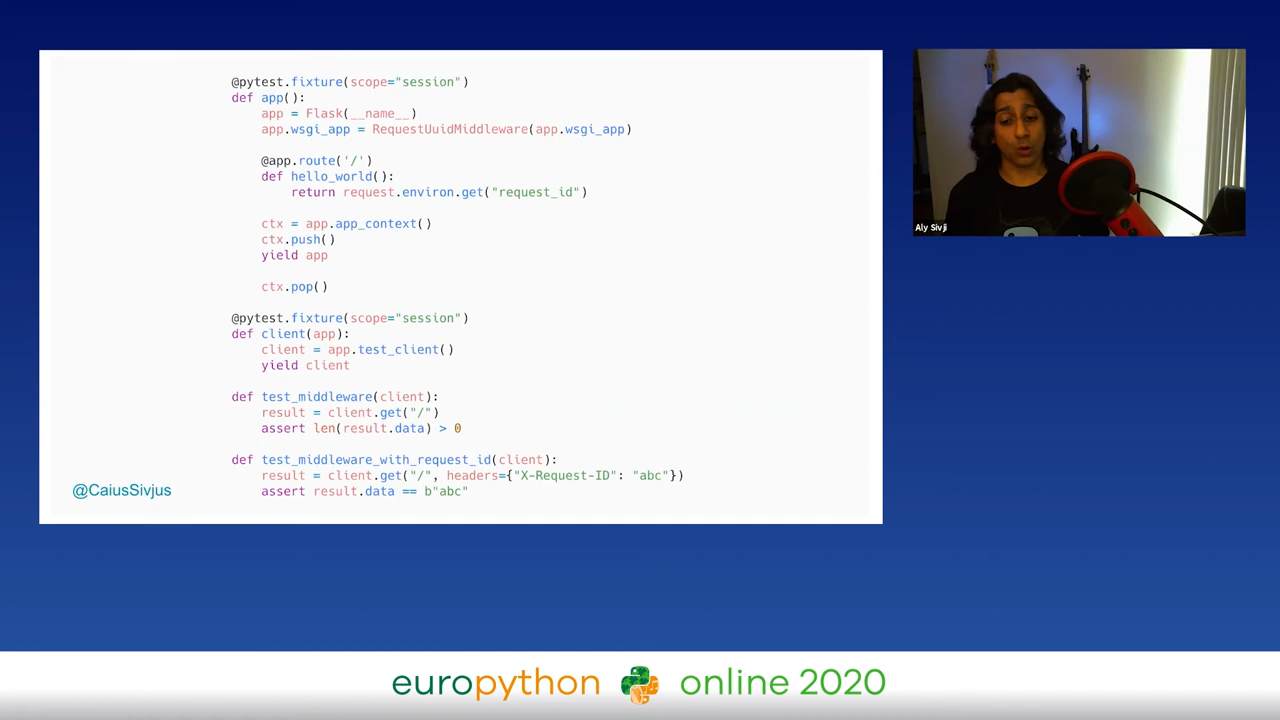 @pytest.fixture(scope="session")
def app():
    app = Flask(__name__)
    app.wsgi_app = RequestUuidMiddleware(app.wsgi_app)

    @app.route('/')
    def hello_world():
        return request.environ.get("request_id")

    ctx = app.app_context()
    ctx.push()
    yield app

    ctx.pop()

@pytest.fixture(scope="session")
def client(app):
    client = app.test_client()
    yield client

def test_middleware(client):
    result = client.get("/")
    assert len(result.data) > 0

def test_middleware_with_request_id(client):
    result = client.get("/", headers={"X-Request-ID": "abc"})
    assert result.data == b"abc"
@CaiusSivjus
Aly Sivji
europython online 2020